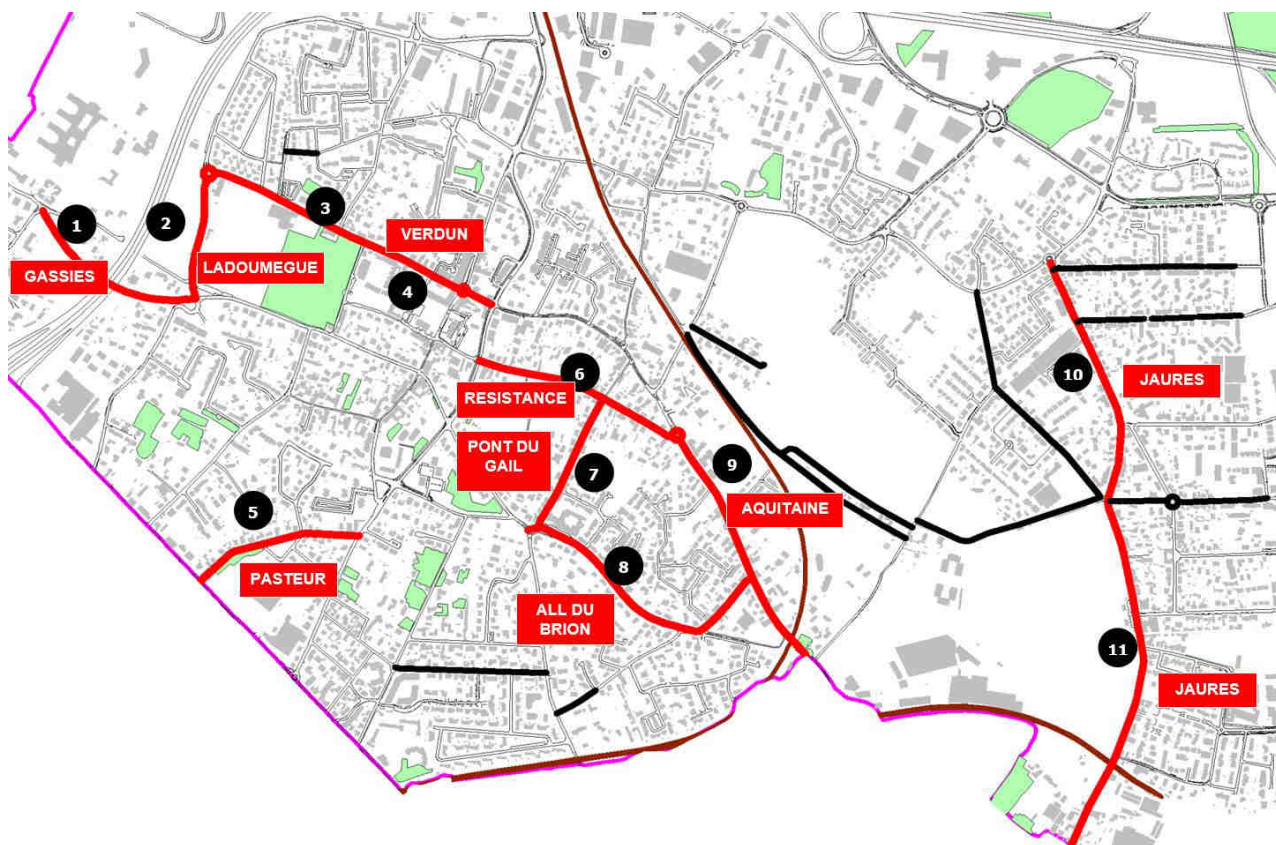 1
GASSIES
2
LADOUMEGUE
3
VERDUN
4
5
PASTEUR
6
RESISTANCE
PONT DU
GAIL
7
8
ALL DU
BRION
9
AQUITAINE
10
JAURES
11
JAURES